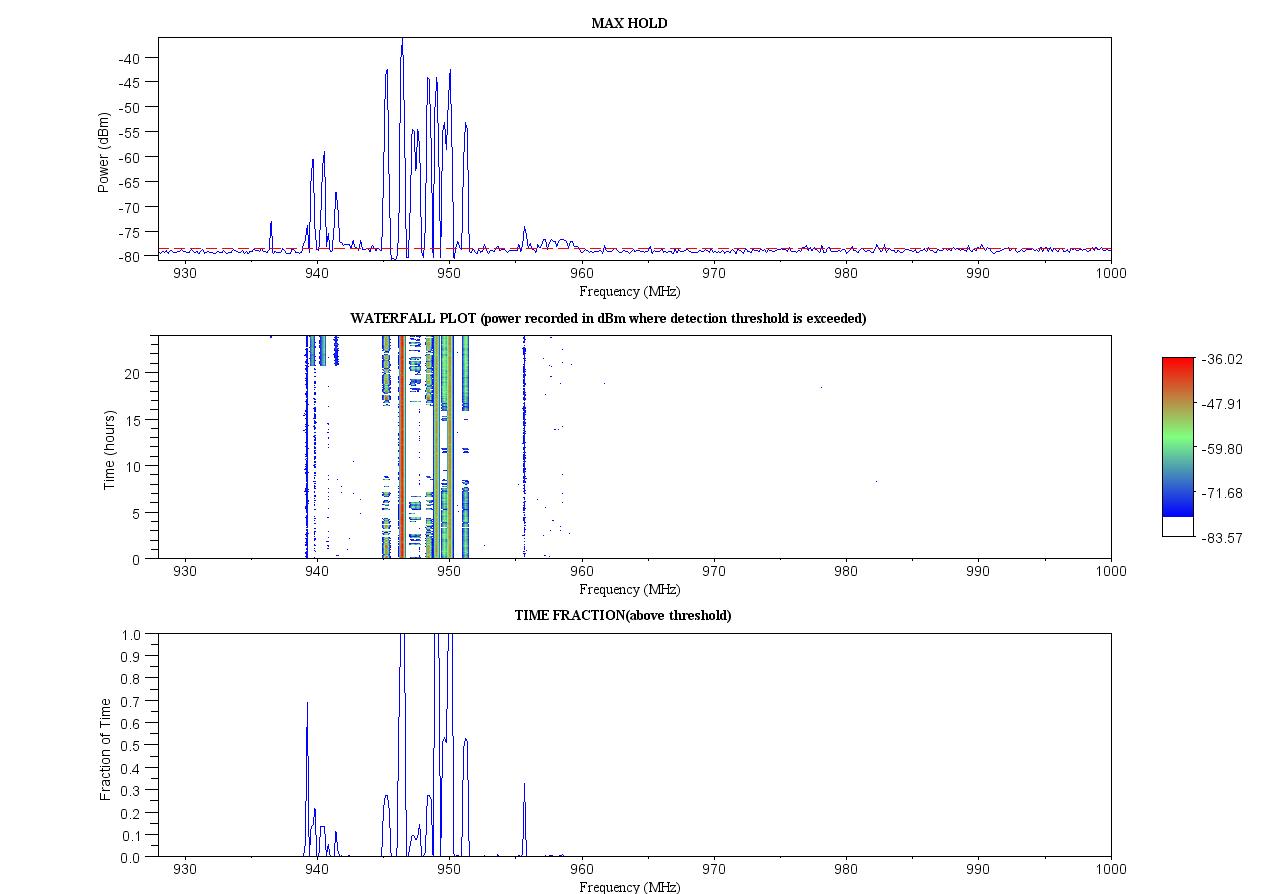 MAX HOLD
-40
-45
-50
-55
-60
-65
-70
-75
-80
Power (dBm)
930 940 950 960 970 980 990 1000
Frequency (MHz)
WATERFALL PLOT (power recorded in dBm where detection threshold is exceeded)
20
15
10
5
0
Time (hours)
930 940 950 960 970 980 990 1000
Frequency (MHz)
-36.02
-47.91
-59.80
-71.68
-83.57
TIME FRACTION(above threshold)
1.0
0.9
0.8
0.7
0.6
0.5
0.4
0.3
0.2
0.1
0.0
Fraction of Time
930 940 950 960 970 980 990 1000
Frequency (MHz)